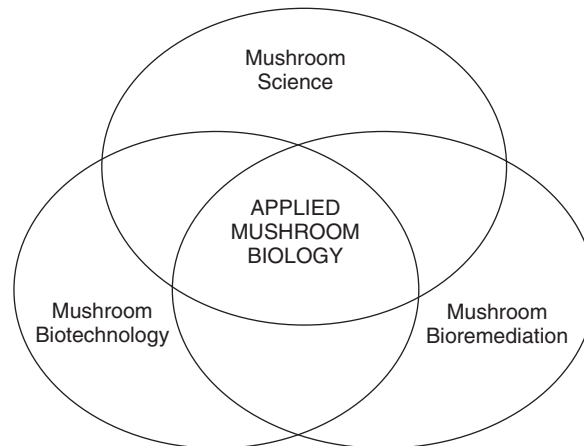 Mushroom
Science
APPLIED
MUSHROOM
BIOLOGY
Mushroom
Biotechnology
Mushroom
Bioremediation